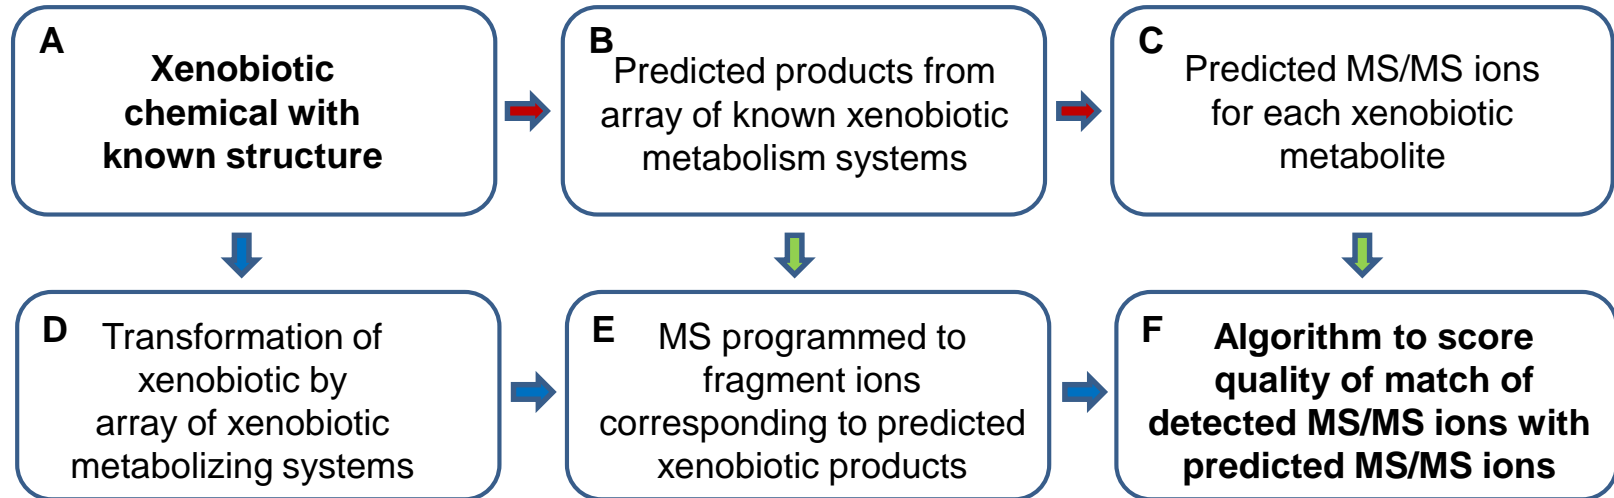 A
Xenobiotic
chemical with
known structure
B
Predicted products from
array of known xenobiotic
metabolism systems
C
Predicted MS/MS ions
for each xenobiotic
metabolite
D
Transformation of
xenobiotic by
array of xenobiotic
metabolizing systems
E
MS programmed to
fragment ions
corresponding to predicted
xenobiotic products
F
Algorithm to score
quality of match of
detected MS/MS ions with
predicted MS/MS ions